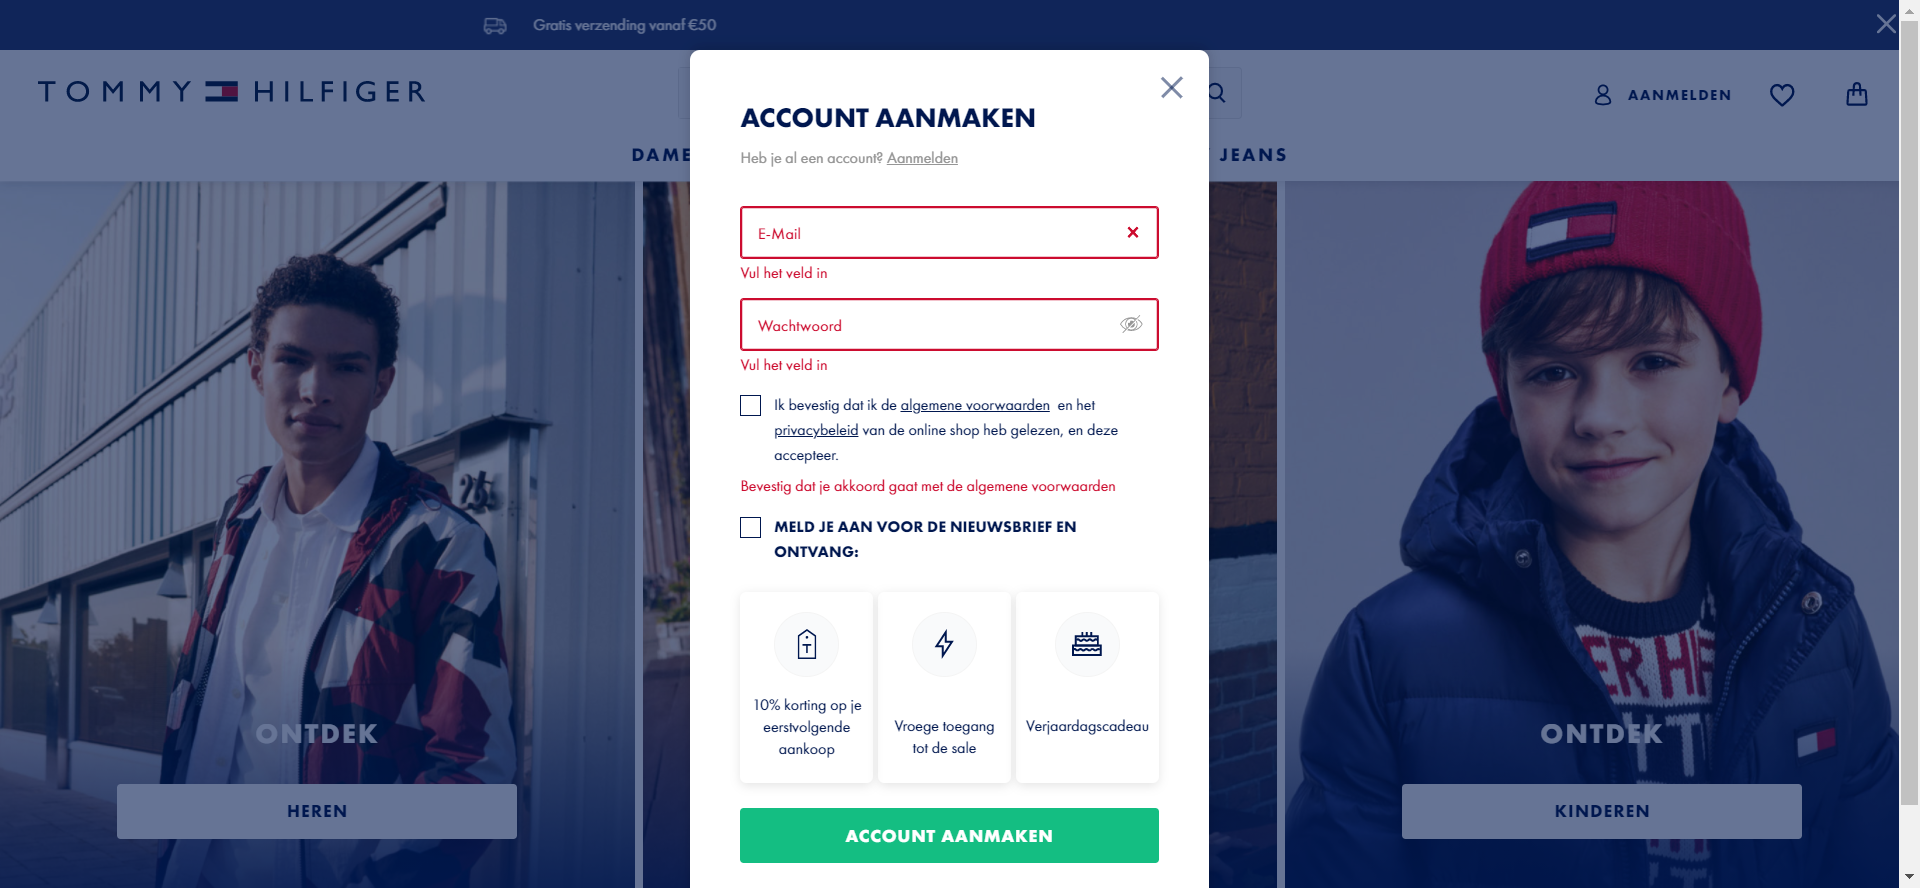 Gratis verzending vanaf €50
TOMMY HILFIGER
AANMELDEN
DAME
JEANS
ACCOUNT AANMAKEN
Heb je al een account? Aanmelden
E-Mail
Vul het veld in
Wachtwoord
Vul het veld in
Ik bevestig dat ik de algemene voorwaarden en het
privacybeleid van de online shop heb gelezen, en deze
accepteer.
Bevestig dat je akkoord gaat met de algemene voorwaarden
MELD JE AAN VOOR DE NIEUWSBRIEF EN
ONTVANG:
10% korting op je
eerstvolgende
aankoop
Vroege toegang
tot de sale
Verjaardagscadeau
ACCOUNT AANMAKEN
ONTDEK
HEREN
ONTDEK
KINDEREN